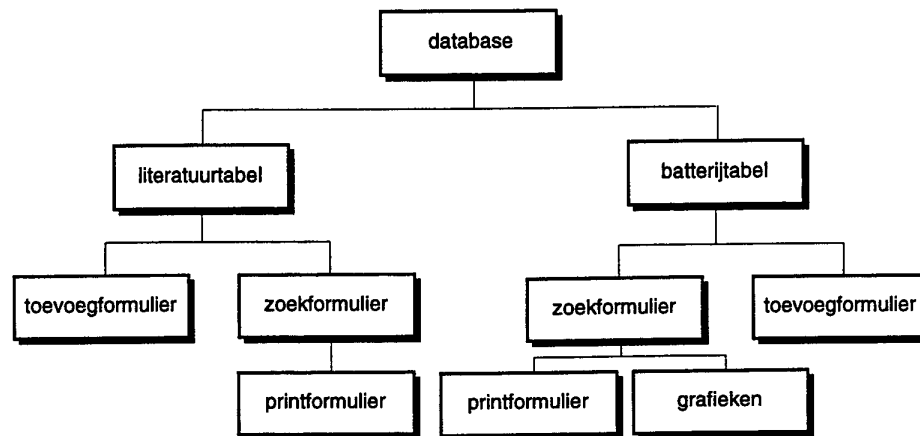 database
literatuurtabel
batterijtabel
toevoegformulier
zoekformulier
zoekformulier
toevoegformulier
printformulier
printformulier
grafieken